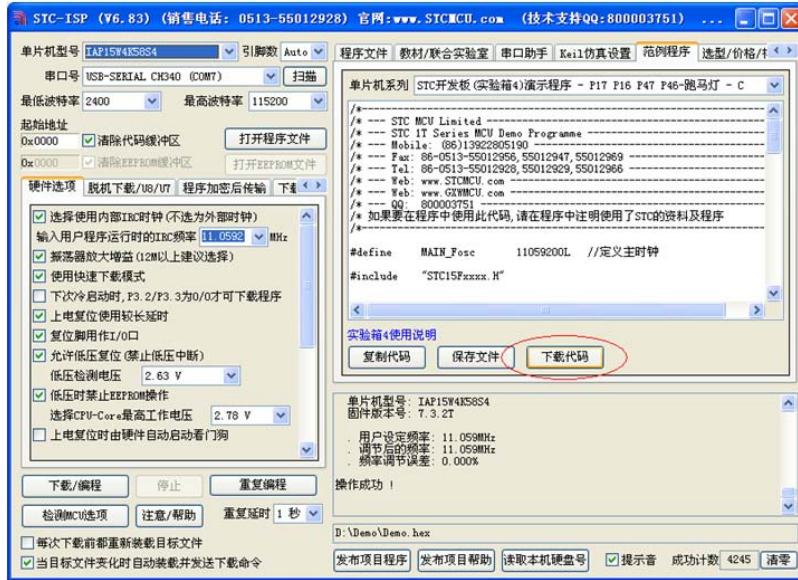 STC-ISP (V6.83) (销售电话: 0513-55012928) 官网:www.STCMCU.com (技术支持QQ:800003751) ...
单片机型号 IAP15W4K58S4 引脚数 Auto
串口号 USB-SERIAL CH340 (COM7) 扫描
最低波特率 2400 最高波特率 115200
起始地址
0x0000 清除代码缓冲区 打开程序文件
0x0000 清除EEPROM缓冲区 打开EEPROM文件
硬件选项 脱机下载/U8/U7 程序加密后传输
选择使用内部IRC时钟(不选为外部时钟)
输入用户程序运行时的IRC频率 11.0592 MHz
振荡器放大增益(12M以上建议选择)
使用快速下载模式
下次冷启动时,P3.2/P3.3为0/0才可下载程序
上电复位使用较长延时
复位脚用作I/O口
允许低压复位(禁止低压中断)
低压检测电压 2.63 V
低压时禁止EEPROM操作
选择CPU-Core最高工作电压 2.78 V
上电复位时由硬件自动启动看门狗
下载/编程 停止 重复编程
检测MCU选项 注意/帮助 重复延时 1 秒
每次下载前都重新装载目标文件
当目标文件变化时自动装载并发送下载命令
程序文件 教材/联合实验室 串口助手 Keil仿真设置 范例程序 选型/价格/
单片机系列 STC开发板(实验箱4)演示程序 - P17 P16 P47 P46-跑马灯 - C
/*---------------------------------------------------------------
/* --- STC MCU Limited ------------------------------------------
/* --- STC 1T Series MCU Demo Programme -------------------------
/* --- Mobile: (86)13922805190 ----------------------------------
/* --- Fax: 86-0513-55012956,55012947,55012969 ------------------
/* --- Tel: 86-0513-55012928,55012929,55012966 ------------------
/* --- Web: www.STCMCU.com --------------------------------------
/* --- Web: www.GXWMCU.com --------------------------------------
/* --- QQ: 800003751 --------------------------------------------
/* 如果要在程序中使用此代码,请在程序中注明使用了STC的资料及程序
/*---------------------------------------------------------------
#define MAIN_Fosc 11059200L //定义主时钟
#include "STC15Fxxxx.H"
实验箱4使用说明
复制代码 保存文件 下载代码
单片机型号: IAP15W4K58S4
固件版本号: 7.3.2T
. 用户设定频率: 11.059MHz
. 调节后的频率: 11.059MHz
. 频率调节误差: 0.000%
操作成功 !
D:\Demo\Demo.hex
发布项目程序 发布项目帮助 读取本机硬盘号 提示音 成功计数 4245 清零